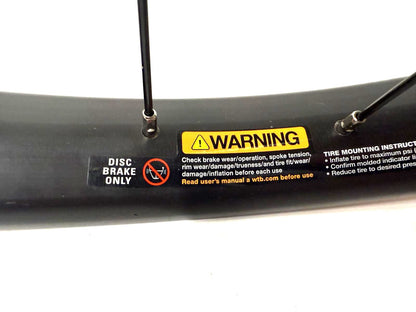 DISC
BRAKE
ONLY
WARNING
Check brake wear/operation, spoke tension,
rim wear/damage/trueness/and tire fit/wear/
damage/inflation before each use
Read user's manual a wtb.com before use
TIRE MOUNTING INSTRUCT
• Inflate tire to maximum psi
• Confirm molded indicator li
• Reduce tire to desired pres